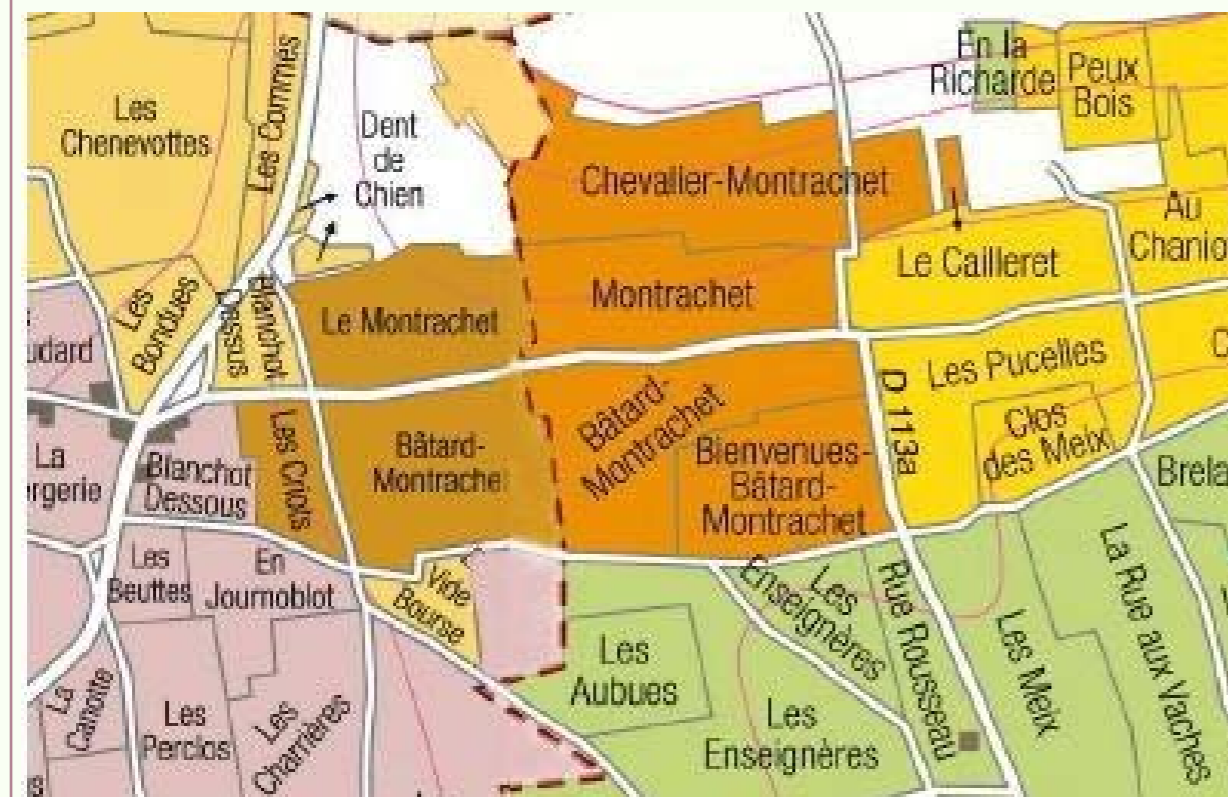 En la
Richarde
Peux
Bois
Les
Chenevottes
Les Commes
Dent
de
Chien
Chevalier-Montrachet
Au
Le Cailleret
Montrachet
Le Montrachet
Les
Bondues
Blanchot
Dessus
Les Pucelles
D 113a
Clos
des Meix
Bâtard-
Montrachet
Bâtard-
Montrachet
Bienvenues-
Bâtard-
Montrachet
La
Blanchot
Dessous
Les Criots
Les
Beuttes
En
Journoblot
Vide
Bourse
Les
Enseignères
Rue Rousseau
Les Meix
La Rue aux Vaches
Les
Aubues
Les
Enseignères
La
Canotte
Les
Perclos
Les
Charrières